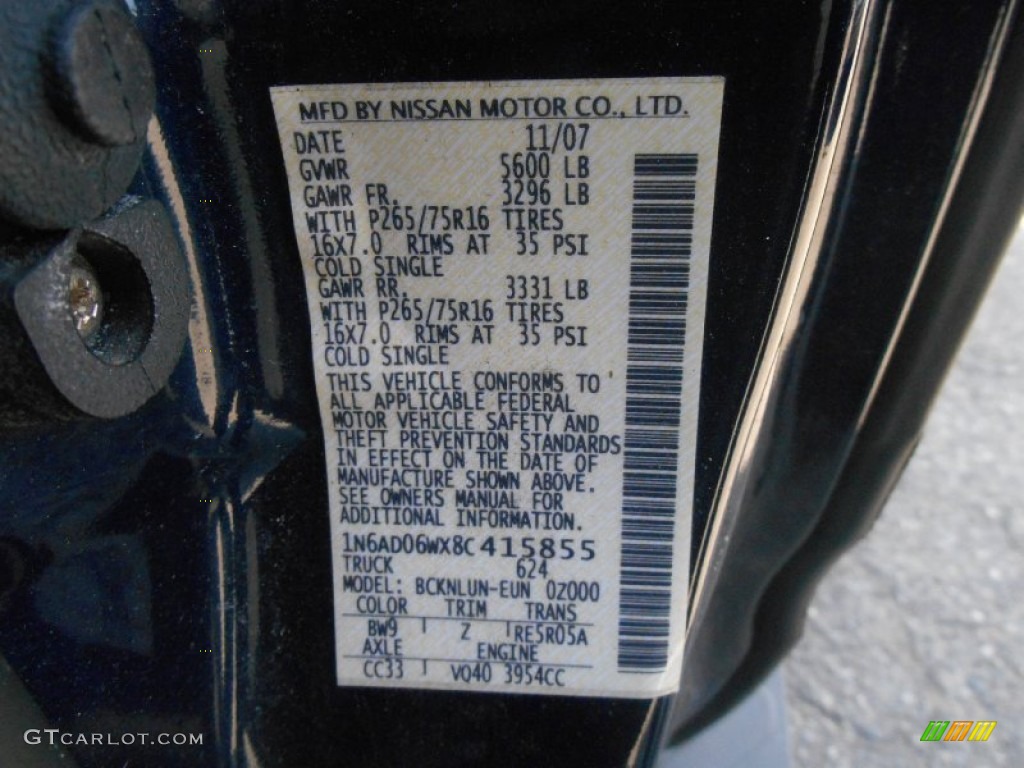 MFD BY NISSAN MOTOR CO., LTD.
DATE 11/07
GVWR 5600 LB
GAWR FR. 3296 LB
WITH P265/75R16 TIRES
16X7.0 RIMS AT 35 PSI
COLD SINGLE
GAWR RR. 3331 LB
WITH P265/75R16 TIRES
16X7.0 RIMS AT 35 PSI
COLD SINGLE
THIS VEHICLE CONFORMS TO
ALL APPLICABLE FEDERAL
MOTOR VEHICLE SAFETY AND
THEFT PREVENTION STANDARDS
IN EFFECT ON THE DATE OF
MANUFACTURE SHOWN ABOVE.
SEE OWNERS MANUAL FOR
ADDITIONAL INFORMATION.
1N6AD06WX8C415855
TRUCK 624
MODEL: BCKNLUN-EUN 0Z000
COLOR TRIM TRANS
BW9 Z RE5R05A
AXLE ENGINE
CC33 VQ40 3954CC
GTCARLOT.COM